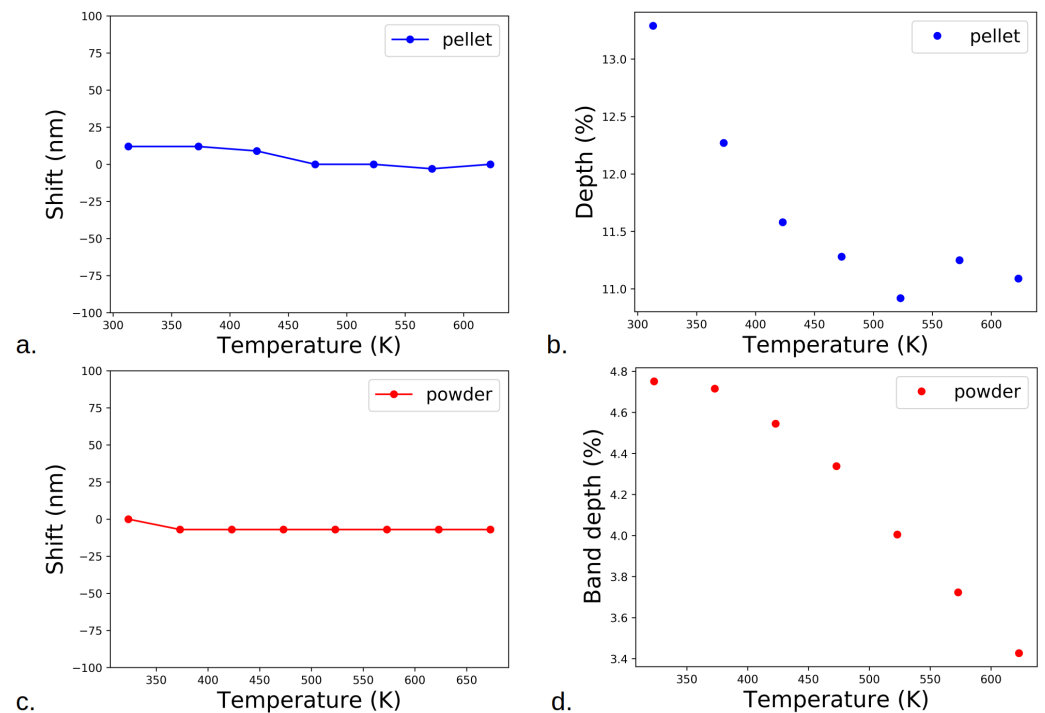 100
75
50
25
0
−25
−50
−75
−100
300 350 400 450 500 550 600
Shift (nm)
Temperature (K)
pellet
a.
13.0
12.5
12.0
11.5
11.0
300 350 400 450 500 550 600
Depth (%)
Temperature (K)
pellet
b.
100
75
50
25
0
−25
−50
−75
−100
350 400 450 500 550 600 650
Shift (nm)
Temperature (K)
powder
c.
4.8
4.6
4.4
4.2
4.0
3.8
3.6
3.4
350 400 450 500 550 600
Band depth (%)
Temperature (K)
powder
d.